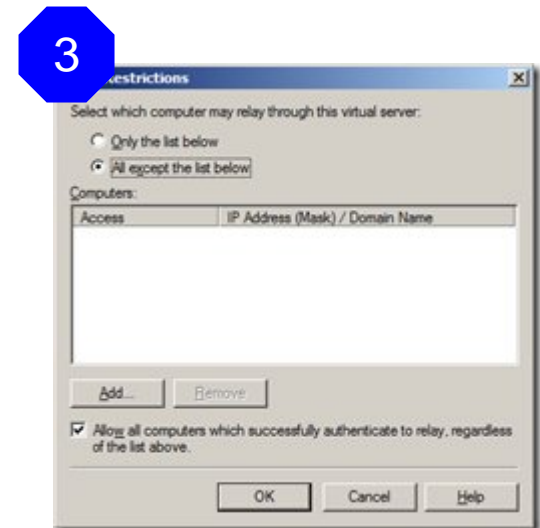 3
Restrictions
Select which computer may relay through this virtual server:
Only the list below
All except the list below
Computers:
Access IP Address (Mask) / Domain Name
Add... Remove
Allow all computers which successfully authenticate to relay, regardless
of the list above.
OK Cancel Help